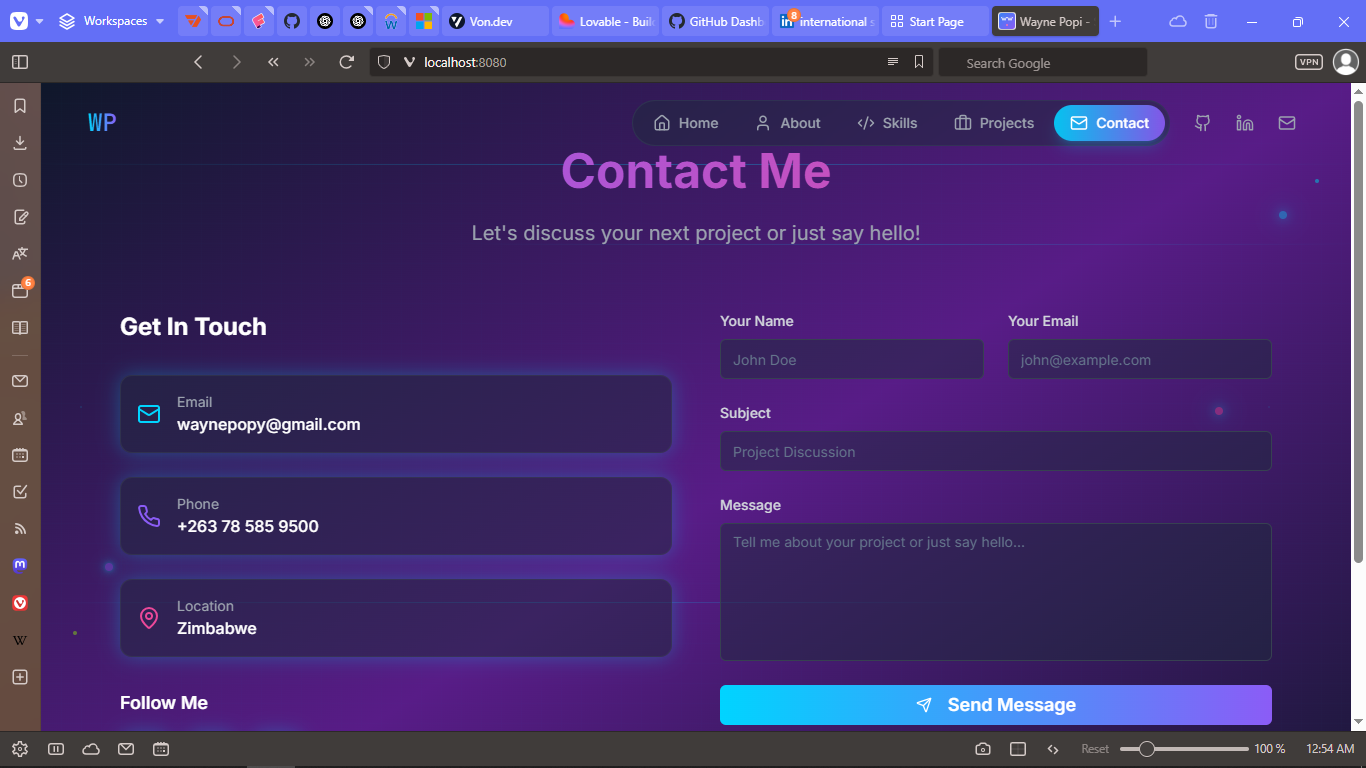 Workspaces
Von.dev
Lovable - Buil
GitHub Dashb
8
international s
Start Page
Wayne Popi -
localhost:8080
Search Google
VPN
WP
Home
About
Skills
Projects
Contact
Contact Me
Let's discuss your next project or just say hello!
Get In Touch
Email
waynepopy@gmail.com
Phone
+263 78 585 9500
Location
Zimbabwe
Follow Me
Your Name
Your Email
John Doe
john@example.com
Subject
Project Discussion
Message
Tell me about your project or just say hello...
Send Message
6
W
Reset
100 %
12:54 AM